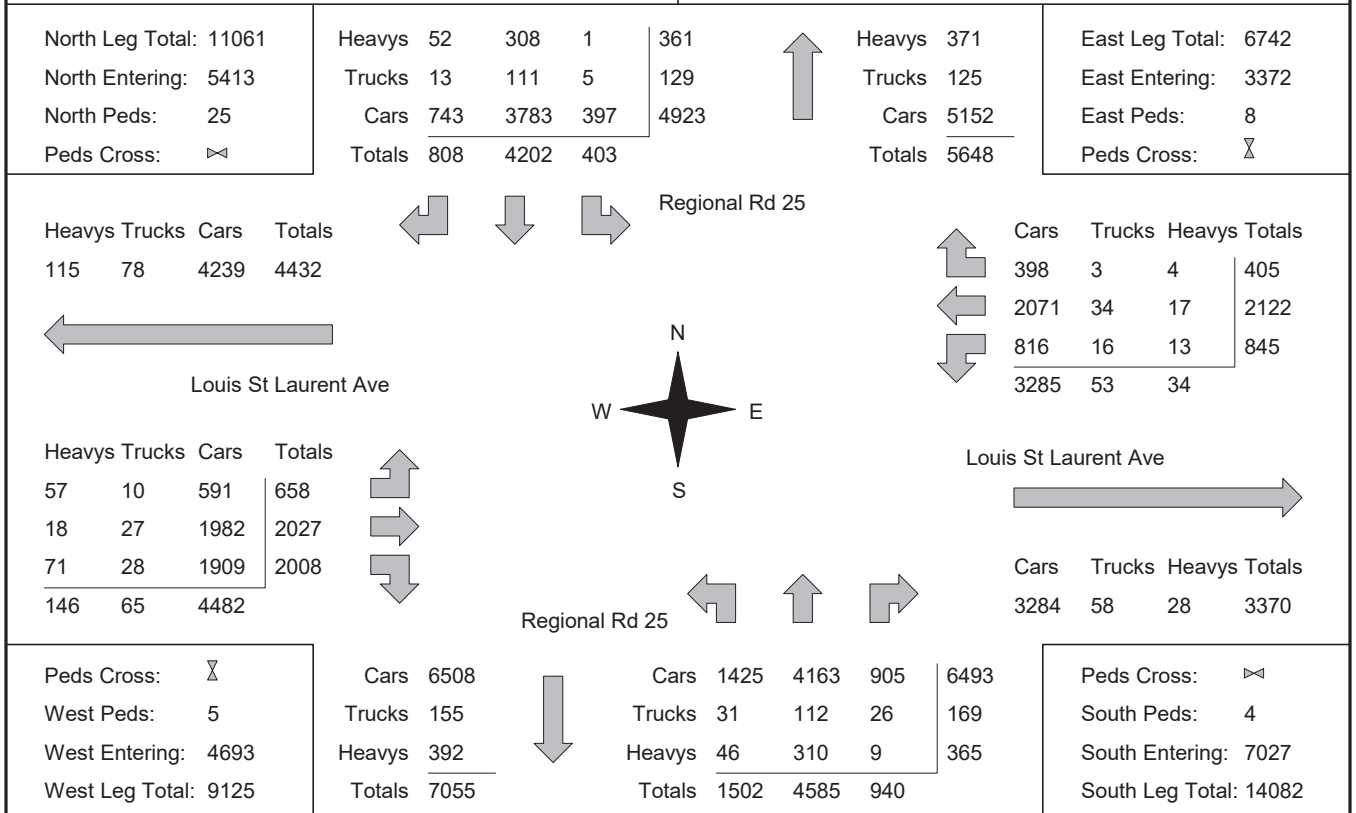 North Leg Total: 11061
North Entering: 5413
North Peds: 25
Peds Cross:
Heavys 52 308 1 361
Trucks 13 111 5 129
Cars 743 3783 397 4923
Totals 808 4202 403
Heavys 371
Trucks 125
Cars 5152
Totals 5648
East Leg Total: 6742
East Entering: 3372
East Peds: 8
Peds Cross:
Regional Rd 25
Heavys Trucks Cars Totals
115 78 4239 4432
Cars Trucks Heavys Totals
398 3 4 405
2071 34 17 2122
816 16 13 845
3285 53 34
Louis St Laurent Ave
N
W E
S
Heavys Trucks Cars Totals
57 10 591 658
18 27 1982 2027
71 28 1909 2008
146 65 4482
Louis St Laurent Ave
Cars Trucks Heavys Totals
3284 58 28 3370
Regional Rd 25
Peds Cross:
West Peds: 5
West Entering: 4693
West Leg Total: 9125
Cars 6508
Trucks 155
Heavys 392
Totals 7055
Cars 1425 4163 905 6493
Trucks 31 112 26 169
Heavys 46 310 9 365
Totals 1502 4585 940
Peds Cross:
South Peds: 4
South Entering: 7027
South Leg Total: 14082